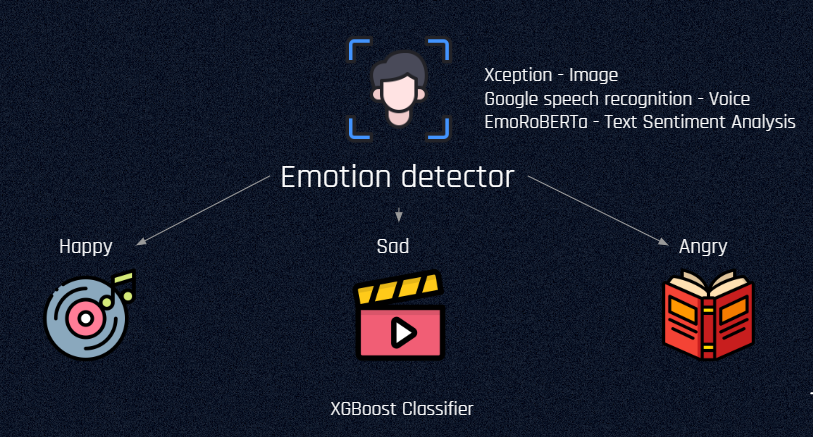 Xception - Image
Google speech recognition - Voice
EmoRoBERTa - Text Sentiment Analysis
Emotion detector
Happy
Sad
Angry
XGBoost Classifier